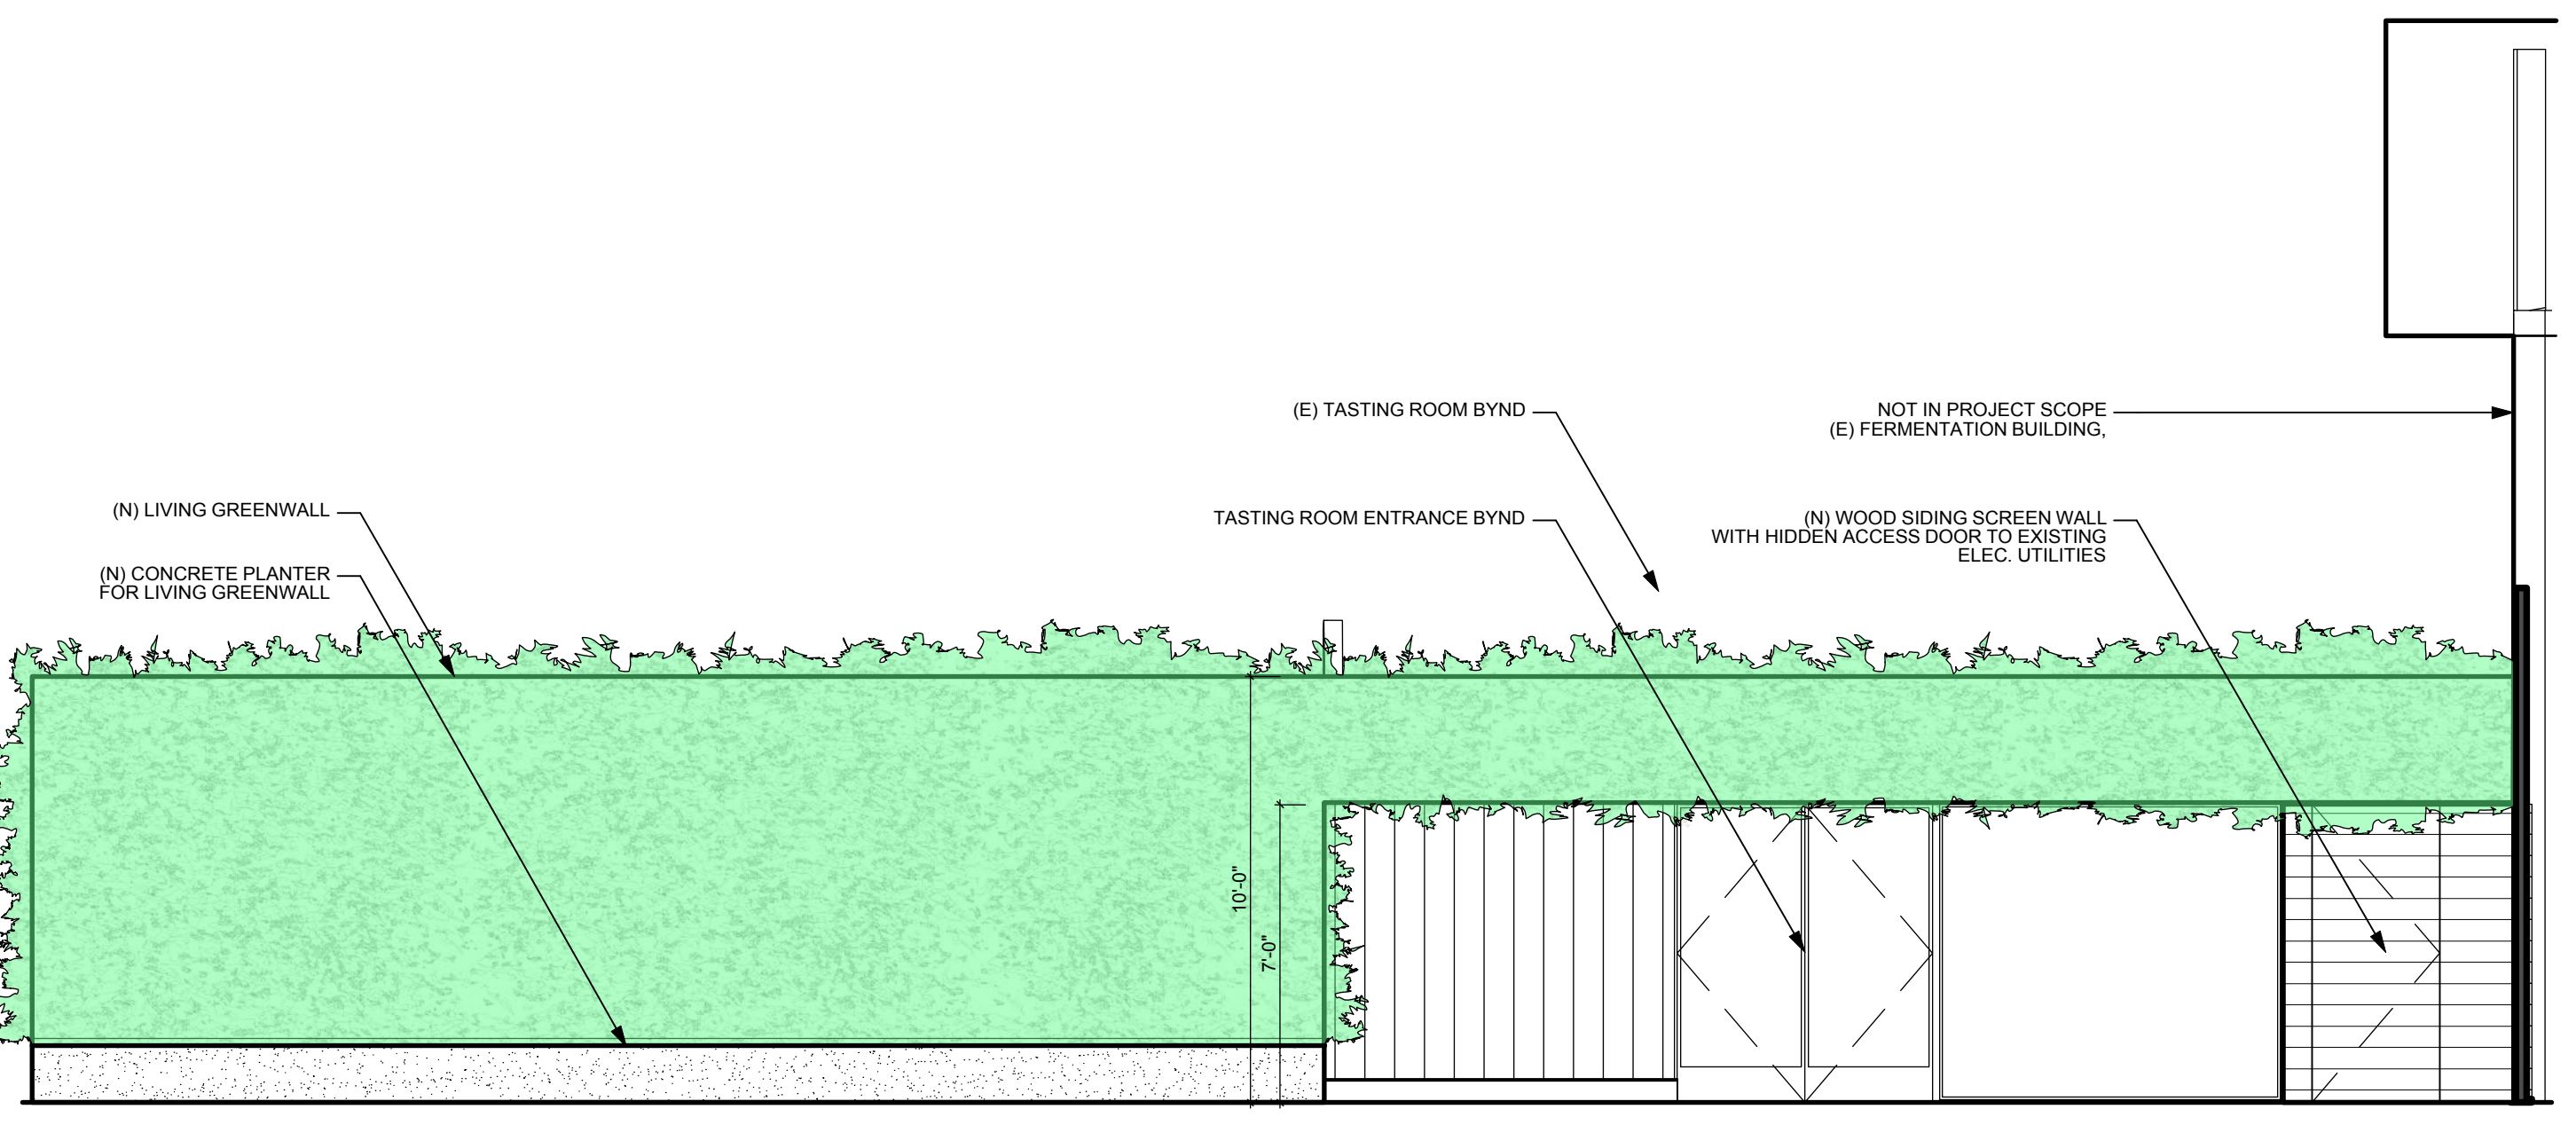 (E) TASTING ROOM BYND
NOT IN PROJECT SCOPE
(E) FERMENTATION BUILDING,
(N) LIVING GREENWALL
TASTING ROOM ENTRANCE BYND
(N) WOOD SIDING SCREEN WALL
WITH HIDDEN ACCESS DOOR TO EXISTING
ELEC. UTILITIES
(N) CONCRETE PLANTER
FOR LIVING GREENWALL
10'-0"
7'-0"